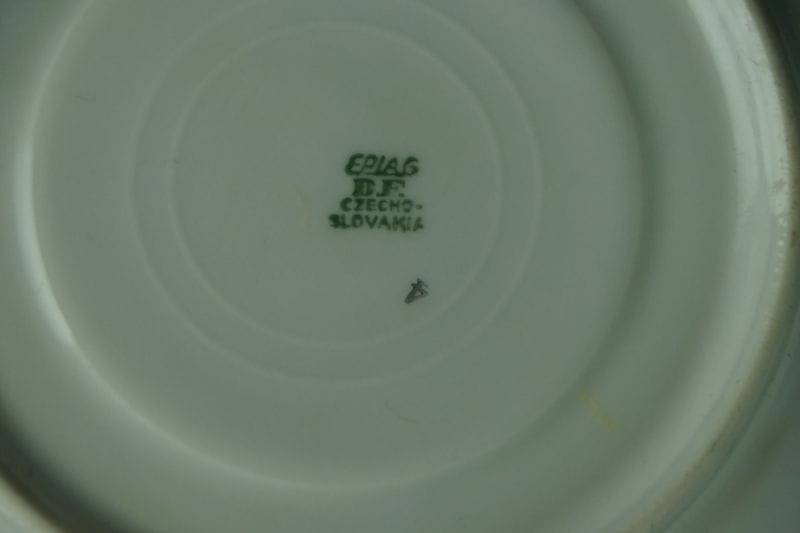 EPIAG
D.F.
CZECHO-
SLOVAKIA